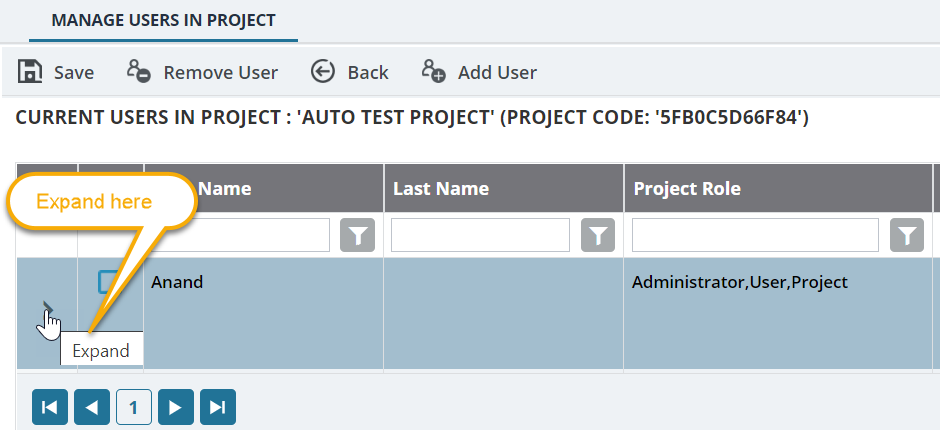 MANAGE USERS IN PROJECT
Save Remove User Back Add User
CURRENT USERS IN PROJECT : 'AUTO TEST PROJECT' (PROJECT CODE: '5FB0C5D66F84')
Name Last Name Project Role
Expand here
Anand Administrator,User,Project
Expand
1